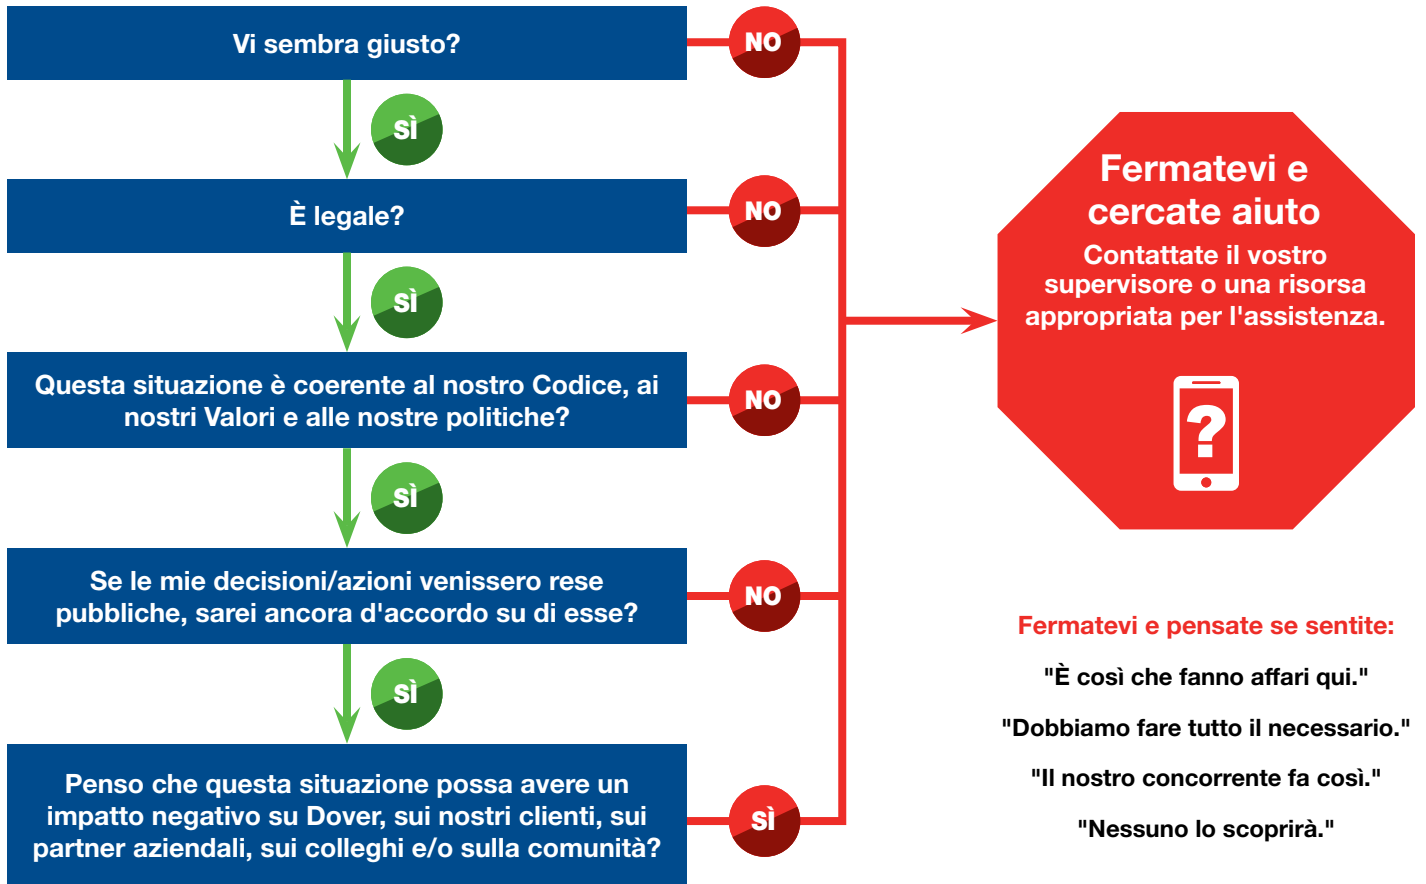 Vi sembra giusto?
NO
SÌ
È legale?
NO
SÌ
Questa situazione è coerente al nostro Codice, ai
nostri Valori e alle nostre politiche?
NO
SÌ
Se le mie decisioni/azioni venissero rese
pubbliche, sarei ancora d'accordo su di esse?
NO
SÌ
Penso che questa situazione possa avere un
impatto negativo su Dover, sui nostri clienti, sui
partner aziendali, sui colleghi e/o sulla comunità?
SÌ
Fermatevi e
cercate aiuto
Contattate il vostro
supervisore o una risorsa
appropriata per l'assistenza.
?
Fermatevi e pensate se sentite:
"È così che fanno affari qui."
"Dobbiamo fare tutto il necessario."
"Il nostro concorrente fa così."
"Nessuno lo scoprirà."